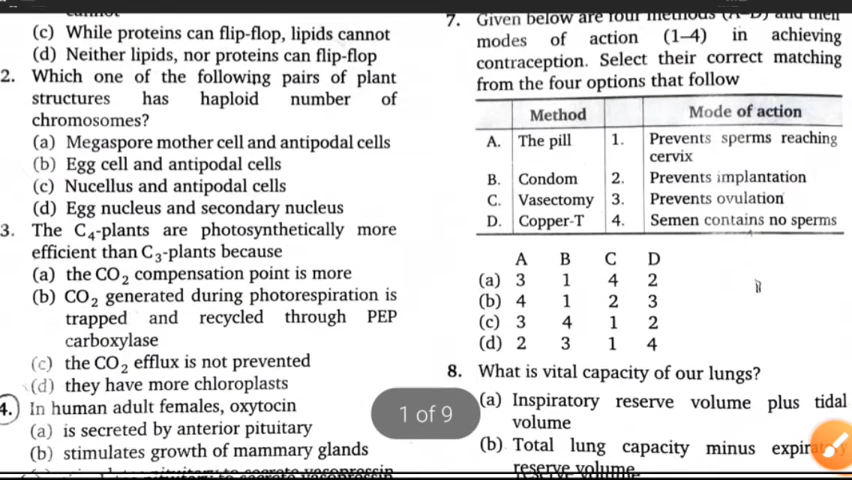 (c) While proteins can flip-flop, lipids cannot
(d) Neither lipids, nor proteins can flip-flop
2. Which one of the following pairs of plant
structures has haploid number of
chromosomes?
(a) Megaspore mother cell and antipodal cells
(b) Egg cell and antipodal cells
(c) Nucellus and antipodal cells
(d) Egg nucleus and secondary nucleus
3. The C4-plants are photosynthetically more
efficient than C3-plants because
(a) the CO2 compensation point is more
(b) CO2 generated during photorespiration is
trapped and recycled through PEP
carboxylase
(c) the CO2 efflux is not prevented
(d) they have more chloroplasts
4. In human adult females, oxytocin
(a) is secreted by anterior pituitary
(b) stimulates growth of mammary glands
7. Given below are four methods (A–D) and their
modes of action (1–4) in achieving
contraception. Select their correct matching
from the four options that follow
Method Mode of action
A. The pill 1. Prevents sperms reaching
cervix
B. Condom 2. Prevents implantation
C. Vasectomy 3. Prevents ovulation
D. Copper-T 4. Semen contains no sperms
A B C D
(a) 3 1 4 2
(b) 4 1 2 3
(c) 3 4 1 2
(d) 2 3 1 4
8. What is vital capacity of our lungs?
(a) Inspiratory reserve volume plus tidal
volume
(b) Total lung capacity minus
reserve volume
1 of 9